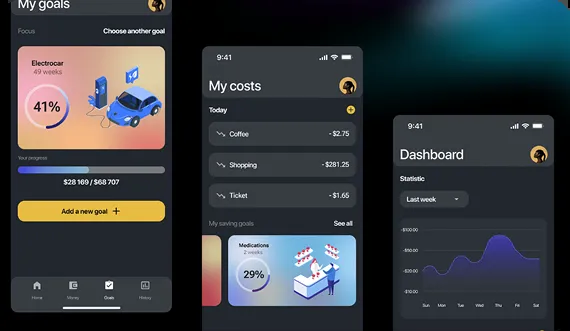 My goals
Focus
Choose another goal
Electrocar
49 weeks
41%
Your progress
$28 169 / $68 707
Add a new goal +
Home
Money
Goals
History
9:41
My costs
Today
Coffee
- $2.75
Shopping
- $281.25
Ticket
- $1.65
My saving goals
See all
Medications
2 weeks
29%
9:41
Dashboard
Statistic
Last week
-$100.00
-$50.00
-$20.00
-$10.00
Sun Mon Tue Wed Thu Fri Sat